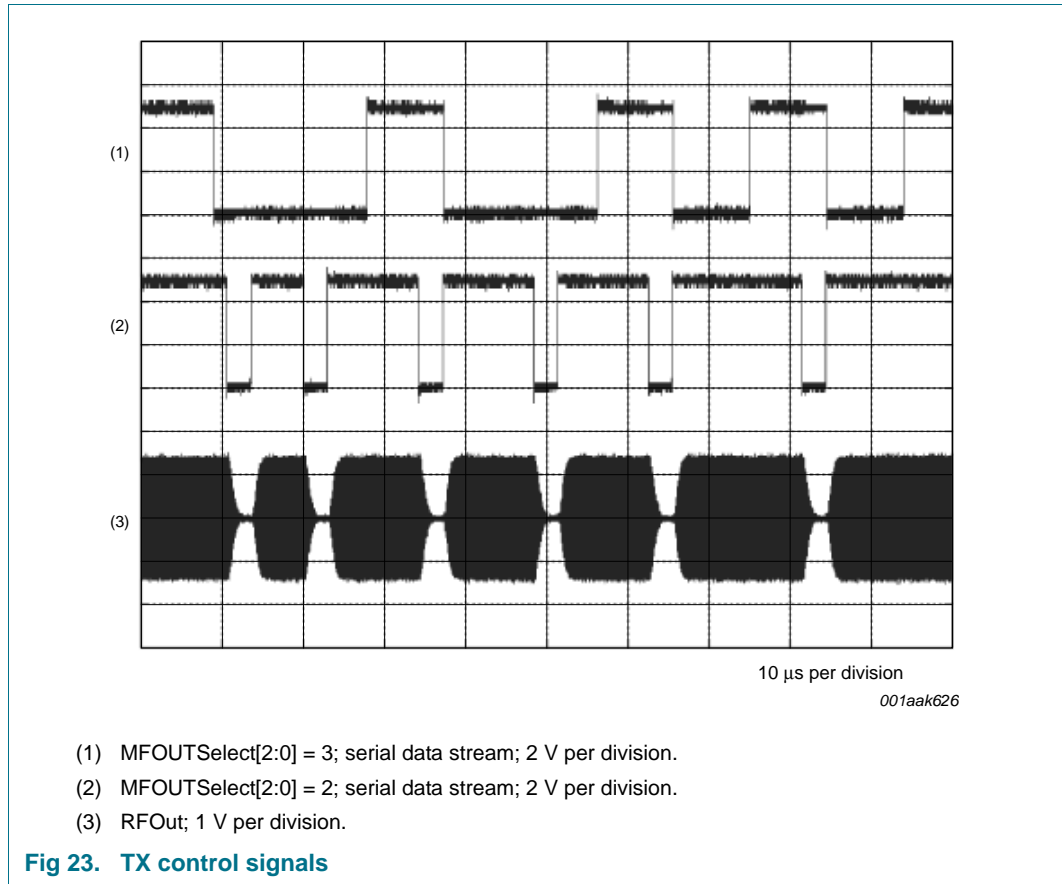 (1)
(2)
(3)
10 μs per division
001aak626
(1) MFOUTSelect[2:0] = 3; serial data stream; 2 V per division.
(2) MFOUTSelect[2:0] = 2; serial data stream; 2 V per division.
(3) RFOut; 1 V per division.
Fig 23. TX control signals